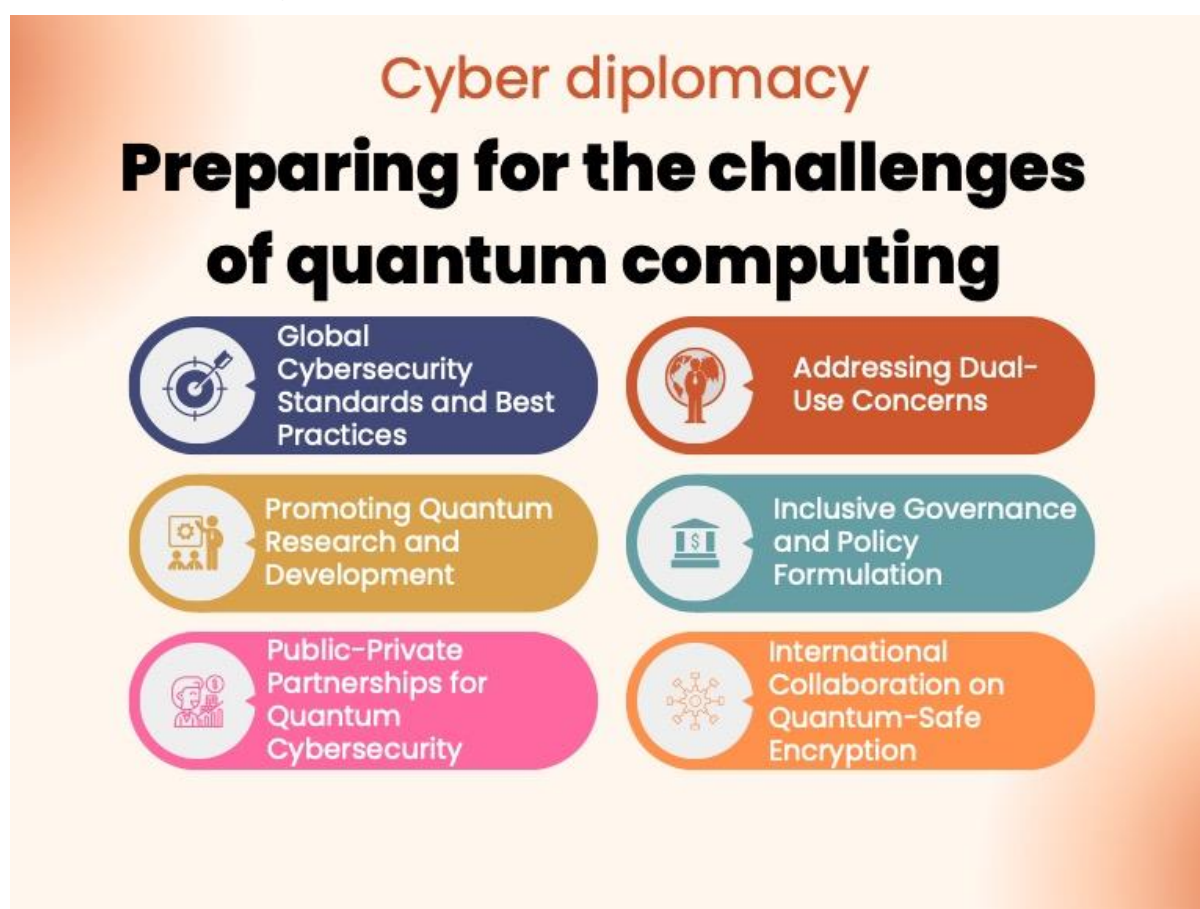 Cyber diplomacy
Preparing for the challenges
of quantum computing
Global
Cybersecurity
Standards and Best
Practices
Addressing Dual-
Use Concerns
Promoting Quantum
Research and
Development
Inclusive Governance
and Policy
Formulation
Public-Private
Partnerships for
Quantum
Cybersecurity
International
Collaboration on
Quantum-Safe
Encryption